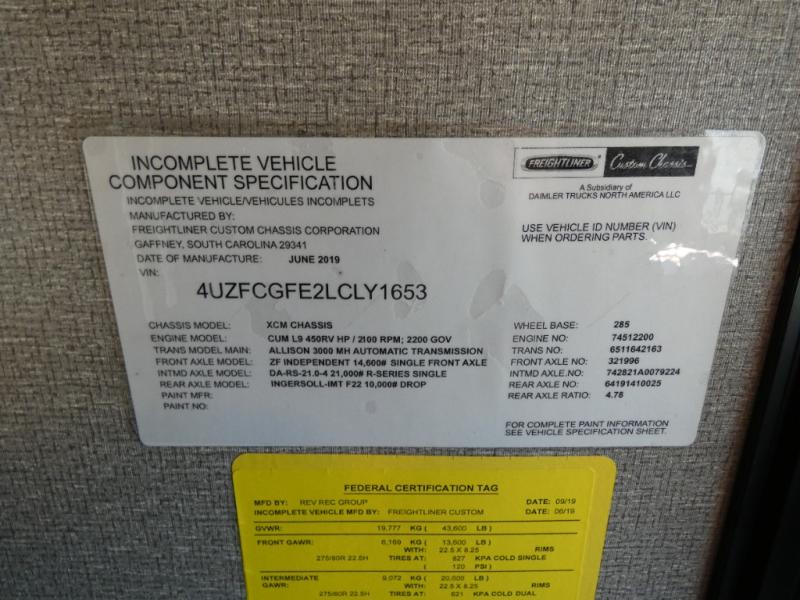 INCOMPLETE VEHICLE
COMPONENT SPECIFICATION
INCOMPLETE VEHICLE/VEHICULES INCOMPLETS
MANUFACTURED BY:
FREIGHTLINER CUSTOM CHASSIS CORPORATION
GAFFNEY, SOUTH CAROLINA 29341
DATE OF MANUFACTURE: JUNE 2019
VIN:
4UZFCGFE2LCLY1653
FREIGHTLINER Custom Chassis
A Subsidiary of
DAIMLER TRUCKS NORTH AMERICA LLC
USE VEHICLE ID NUMBER (VIN)
WHEN ORDERING PARTS.
CHASSIS MODEL: XCM CHASSIS WHEEL BASE: 285
ENGINE MODEL: CUM L9 450RV HP / 2100 RPM; 2200 GOV ENGINE NO: 74512200
TRANS MODEL MAIN: ALLISON 3000 MH AUTOMATIC TRANSMISSION TRANS NO: 6511642163
FRONT AXLE MODEL: ZF INDEPENDENT 14,600# SINGLE FRONT AXLE FRONT AXLE NO: 321996
INTMD AXLE MODEL: DA-RS-21.0-4 21,000# R-SERIES SINGLE INTMD AXLE.NO: 742821A0079224
REAR AXLE MODEL: INGERSOLL-IMT F22 10,000# DROP REAR AXLE NO: 64191410025
PAINT MFR: REAR AXLE RATIO: 4.78
PAINT NO:
FOR COMPLETE PAINT INFORMATION
SEE VEHICLE SPECIFICATION SHEET.
FEDERAL CERTIFICATION TAG
MFD BY: REV REC GROUP DATE: 09/19
INCOMPLETE VEHICLE MFD BY: FREIGHTLINER CUSTOM DATE: 06/19
GVWR: 19,777 KG ( 43,600 LB )
FRONT GAWR: 6,169 KG ( 13,600 LB )
WITH: 22.5 X 8.25 RIMS
275/80R 22.5H TIRES AT: 827 KPA COLD SINGLE
( 120 PSI )
INTERMEDIATE 9,072 KG ( 20,000 LB )
GAWR: WITH: 22.5 X 8.25 RIMS
275/80R 22.5H TIRES AT: 621 KPA COLD DUAL